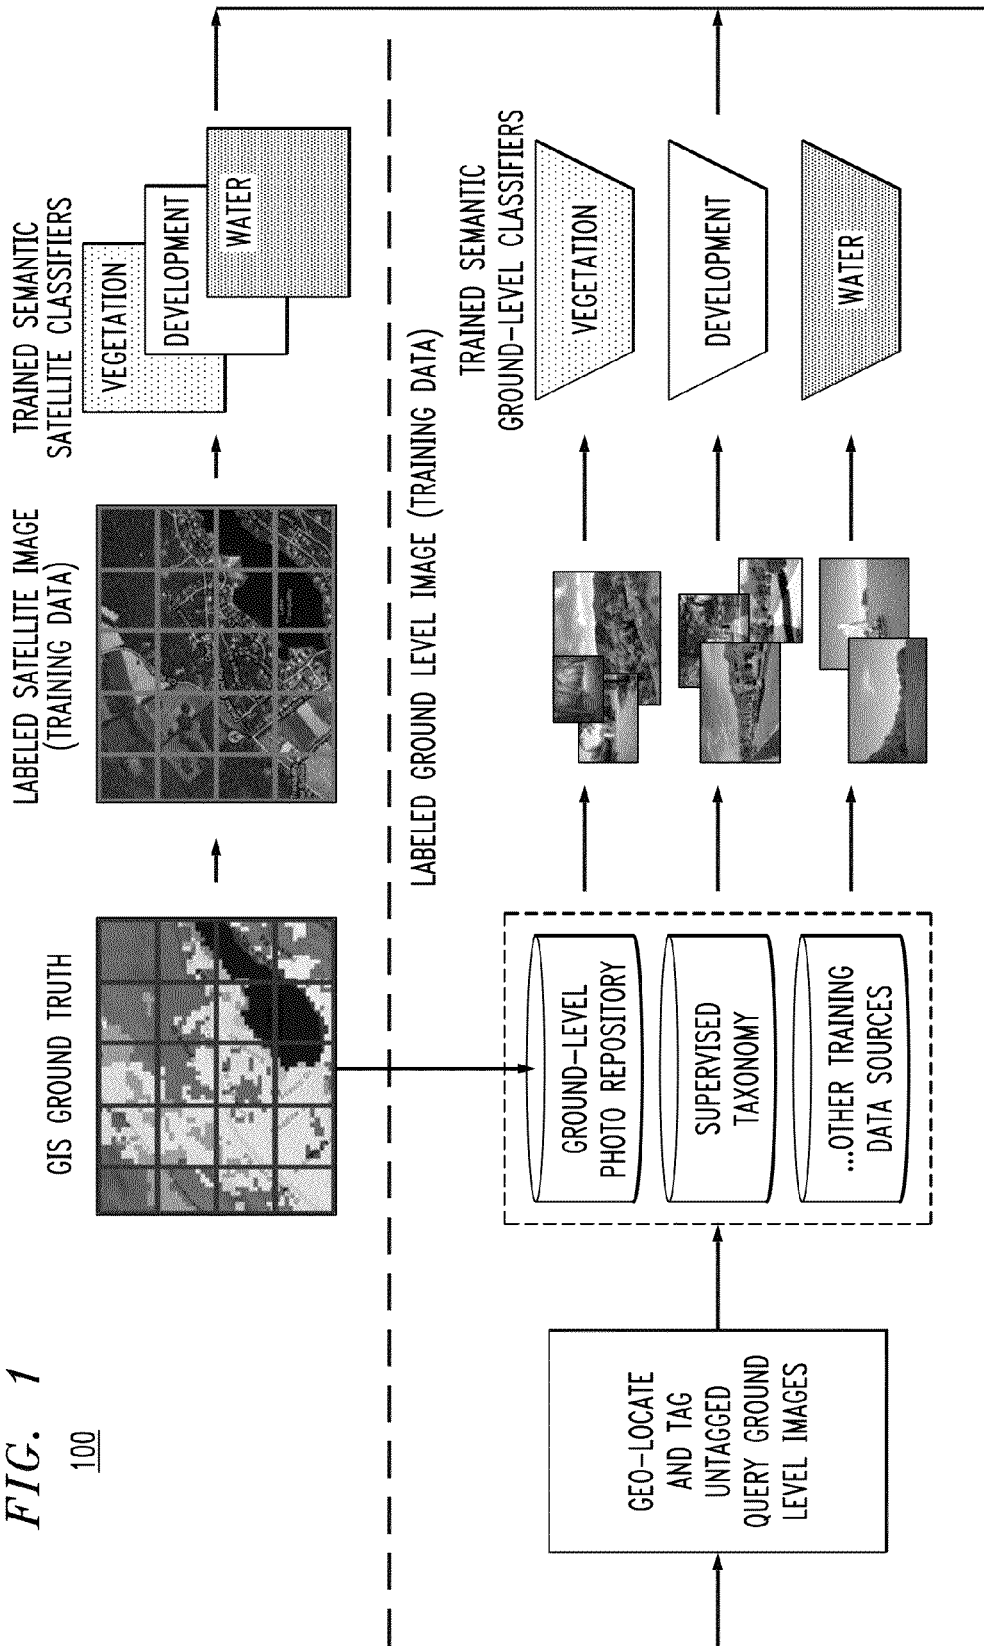 FIG. 1
100
GIS GROUND TRUTH
LABELED SATELLITE IMAGE
(TRAINING DATA)
TRAINED SEMANTIC
SATELLITE CLASSIFIERS
VEGETATION
DEVELOPMENT
WATER
LABELED GROUND LEVEL IMAGE (TRAINING DATA)
GEO-LOCATE
AND TAG
UNTAGGED
QUERY GROUND
LEVEL IMAGES
GROUND-LEVEL
PHOTO REPOSITORY
SUPERVISED
TAXONOMY
...OTHER TRAINING
DATA SOURCES
TRAINED SEMANTIC
GROUND-LEVEL CLASSIFIERS
VEGETATION
DEVELOPMENT
WATER